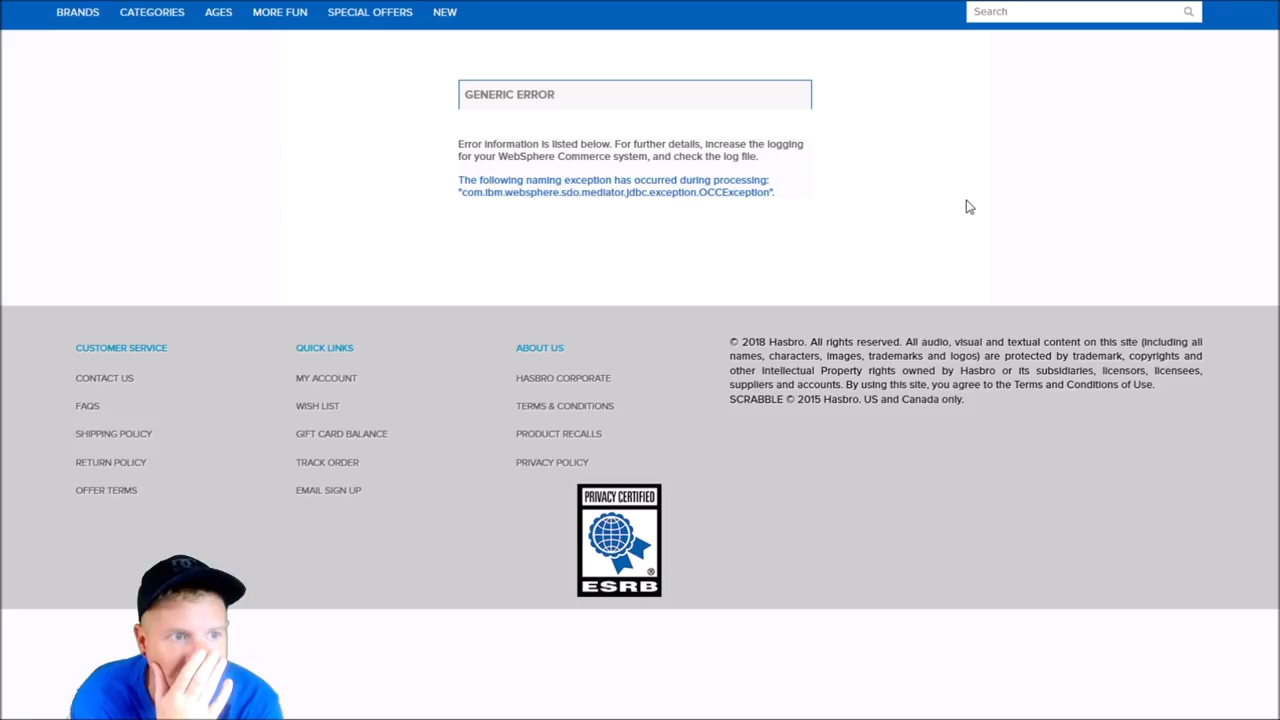 BRANDS CATEGORIES AGES MORE FUN SPECIAL OFFERS NEW Search
GENERIC ERROR
Error information is listed below. For further details, increase the logging
for your WebSphere Commerce system, and check the log file.
The following naming exception has occurred during processing:
"com.ibm.websphere.sdo.mediator.jdbc.exception.OCCException".
CUSTOMER SERVICE
CONTACT US
FAQS
SHIPPING POLICY
RETURN POLICY
OFFER TERMS
QUICK LINKS
MY ACCOUNT
WISH LIST
GIFT CARD BALANCE
TRACK ORDER
EMAIL SIGN UP
ABOUT US
HASBRO CORPORATE
TERMS & CONDITIONS
PRODUCT RECALLS
PRIVACY POLICY
PRIVACY CERTIFIED
®
ESRB
© 2018 Hasbro. All rights reserved. All audio, visual and textual content on this site (including all
names, characters, images, trademarks and logos) are protected by trademark, copyrights and
other Intellectual Property rights owned by Hasbro or its subsidiaries, licensors, licensees,
suppliers and accounts. By using this site, you agree to the Terms and Conditions of Use.
SCRABBLE © 2015 Hasbro. US and Canada only.